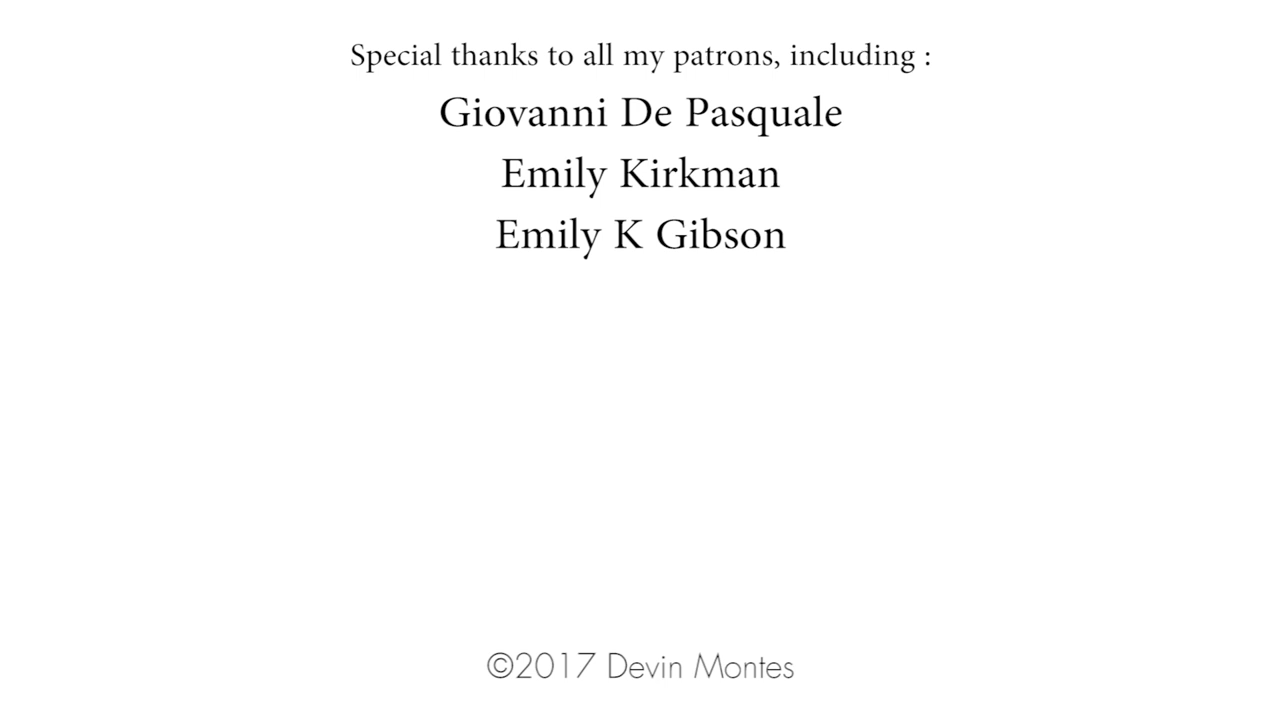 Special thanks to all my patrons, including :
Giovanni De Pasquale
Emily Kirkman
Emily K Gibson
©2017 Devin Montes